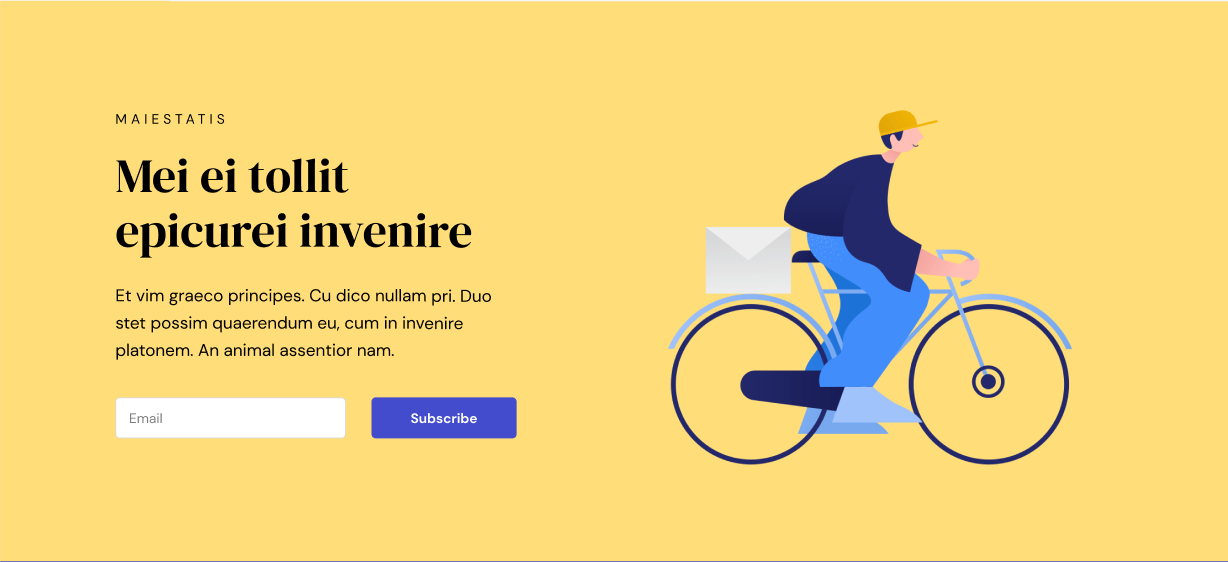 MAIESTATIS
Mei ei tollit
epicurei invenire
Et vim graeco principes. Cu dico nullam pri. Duo
stet possim quaerendum eu, cum in invenire
platonem. An animal assentior nam.
Email
Subscribe